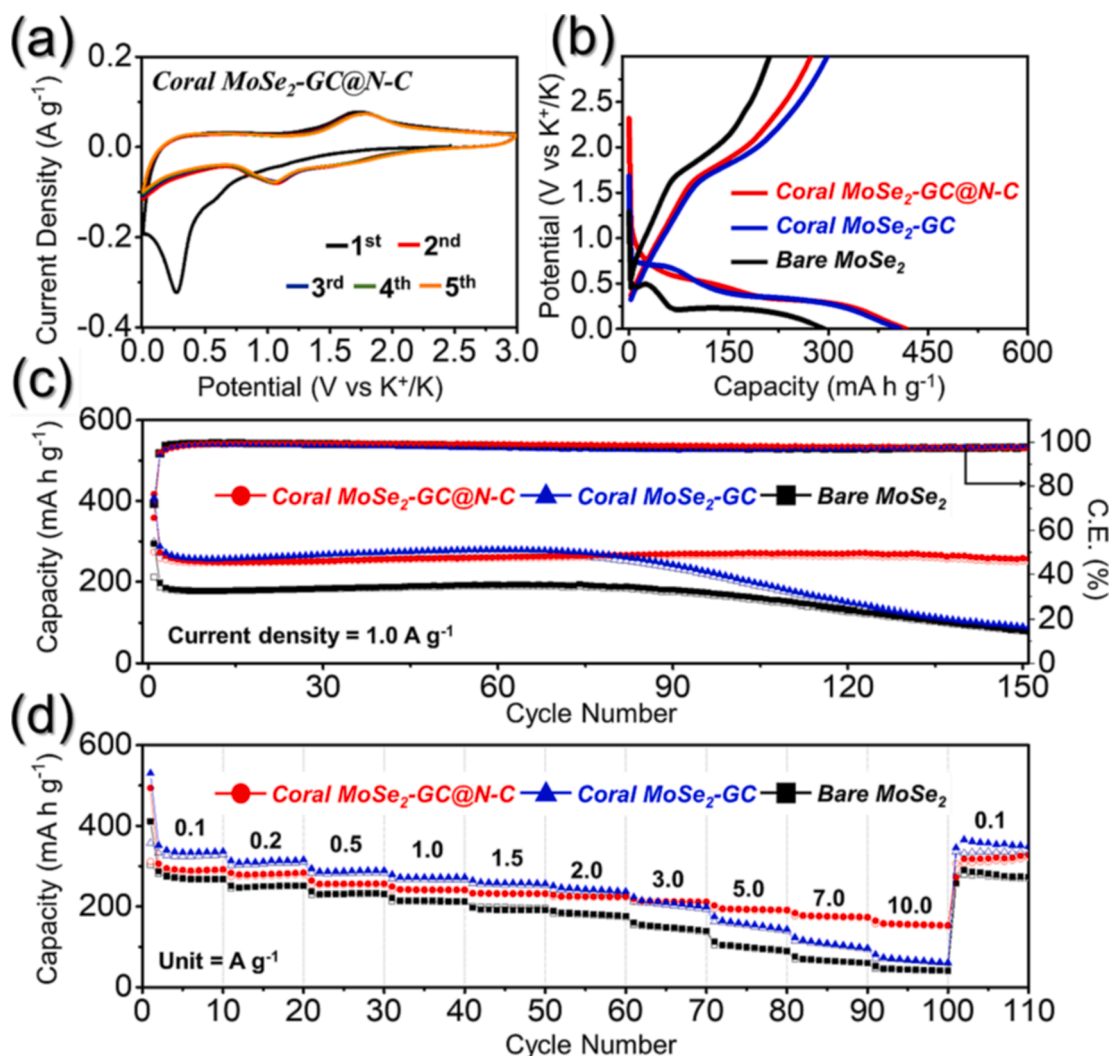 (a)
Coral MoSe₂-GC@N-C
Current Density (A g⁻¹)
0.2
0.0
-0.2
-0.4
1ˢᵗ 2ⁿᵈ
3ʳᵈ 4ᵗʰ 5ᵗʰ
0.0 0.5 1.0 1.5 2.0 2.5 3.0
Potential (V vs K⁺/K)
(b)
Potential (V vs K⁺/K)
2.5
2.0
1.5
1.0
0.5
0.0
Coral MoSe₂-GC@N-C
Coral MoSe₂-GC
Bare MoSe₂
0 150 300 450 600
Capacity (mA h g⁻¹)
(c)
Capacity (mA h g⁻¹)
600
400
200
0
Coral MoSe₂-GC@N-C Coral MoSe₂-GC Bare MoSe₂
Current density = 1.0 A g⁻¹
100
80
60
40
20
0
C.E. (%)
0 30 60 90 120 150
Cycle Number
(d)
Capacity (mA h g⁻¹)
600
400
200
0
Coral MoSe₂-GC@N-C Coral MoSe₂-GC Bare MoSe₂
0.1 0.2 0.5 1.0 1.5 2.0 3.0 5.0 7.0 10.0 0.1
Unit = A g⁻¹
0 10 20 30 40 50 60 70 80 90 100 110
Cycle Number